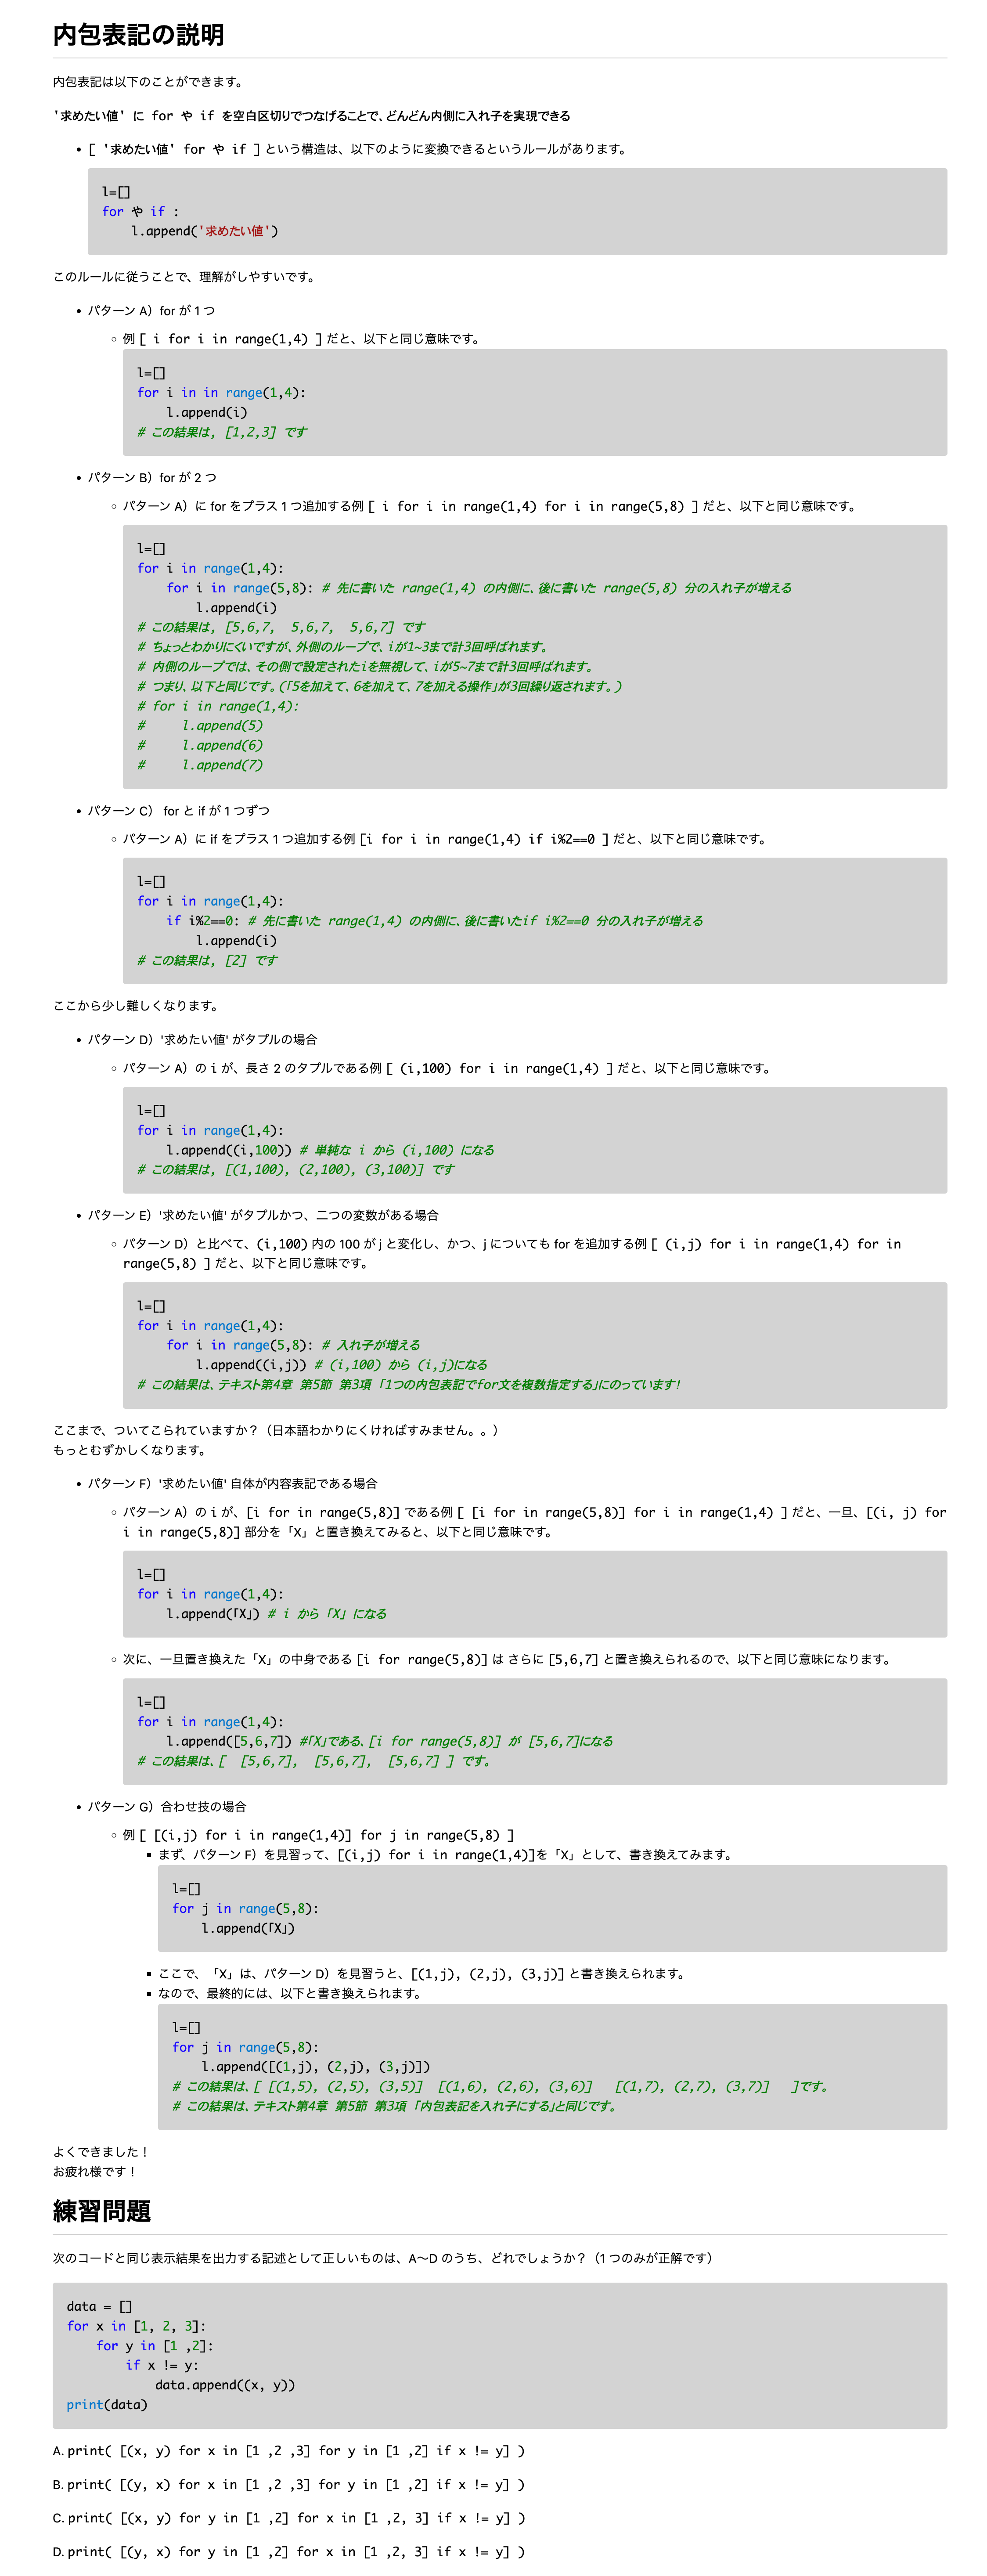 内包表記の説明
内包表記は以下のことができます。
'求めたい値' に for や if を空白区切りでつなげることで、どんどん内側に入れ子を実現できる
• [ '求めたい値' for や if ] という構造は、以下のように変換できるというルールがあります。
l=[]
for や if :
    l.append('求めたい値')
このルールに従うことで、理解がしやすいです。
• パターン A）for が 1 つ
◦ 例 [ i for i in range(1,4) ] だと、以下と同じ意味です。
l=[]
for i in in range(1,4):
    l.append(i)
# この結果は, [1,2,3] です
• パターン B）for が 2 つ
◦ パターン A）に for をプラス 1 つ追加する例 [ i for i in range(1,4) for i in range(5,8) ] だと、以下と同じ意味です。
l=[]
for i in range(1,4):
    for i in range(5,8): # 先に書いた range(1,4) の内側に、後に書いた range(5,8) 分の入れ子が増える
        l.append(i)
# この結果は, [5,6,7,  5,6,7,  5,6,7] です
# ちょっとわかりにくいですが、外側のループで、iが1~3まで計3回呼ばれます。
# 内側のループでは、その側で設定されたiを無視して、iが5~7まで計3回呼ばれます。
# つまり、以下と同じです。(「5を加えて、6を加えて、7を加える操作」が3回繰り返されます。)
# for i in range(1,4):
#     l.append(5)
#     l.append(6)
#     l.append(7)
• パターン C） for と if が 1 つずつ
◦ パターン A）に if をプラス 1 つ追加する例 [i for i in range(1,4) if i%2==0 ] だと、以下と同じ意味です。
l=[]
for i in range(1,4):
    if i%2==0: # 先に書いた range(1,4) の内側に、後に書いたif i%2==0 分の入れ子が増える
        l.append(i)
# この結果は, [2] です
ここから少し難しくなります。
• パターン D）'求めたい値' がタプルの場合
◦ パターン A）の i が、長さ 2 のタプルである例 [ (i,100) for i in range(1,4) ] だと、以下と同じ意味です。
l=[]
for i in range(1,4):
    l.append((i,100)) # 単純な i から (i,100) になる
# この結果は, [(1,100), (2,100), (3,100)] です
• パターン E）'求めたい値' がタプルかつ、二つの変数がある場合
◦ パターン D）と比べて、(i,100) 内の 100 が j と変化し、かつ、j についても for を追加する例 [ (i,j) for i in range(1,4) for in
range(5,8) ] だと、以下と同じ意味です。
l=[]
for i in range(1,4):
    for i in range(5,8): # 入れ子が増える
        l.append((i,j)) # (i,100) から (i,j)になる
# この結果は、テキスト第4章 第5節 第3項 「1つの内包表記でfor文を複数指定する」にのっています!
ここまで、ついてこられていますか？（日本語わかりにくければすみません。。）
もっとむずかしくなります。
• パターン F）'求めたい値' 自体が内容表記である場合
◦ パターン A）の i が、[i for in range(5,8)] である例 [ [i for in range(5,8)] for i in range(1,4) ] だと、一旦、[(i, j) for
i in range(5,8)] 部分を「X」と置き換えてみると、以下と同じ意味です。
l=[]
for i in range(1,4):
    l.append(「X」) # i から 「X」 になる
◦ 次に、一旦置き換えた「X」の中身である [i for range(5,8)] は さらに [5,6,7] と置き換えられるので、以下と同じ意味になります。
l=[]
for i in range(1,4):
    l.append([5,6,7]) #「X」である、[i for range(5,8)] が [5,6,7]になる
# この結果は、[  [5,6,7],  [5,6,7],  [5,6,7] ] です。
• パターン G）合わせ技の場合
◦ 例 [ [(i,j) for i in range(1,4)] for j in range(5,8) ]
▪ まず、パターン F）を見習って、[(i,j) for i in range(1,4)]を「X」として、書き換えてみます。
l=[]
for j in range(5,8):
    l.append(「X」)
▪ ここで、「X」は、パターン D）を見習うと、[(1,j), (2,j), (3,j)] と書き換えられます。
▪ なので、最終的には、以下と書き換えられます。
l=[]
for j in range(5,8):
    l.append([(1,j), (2,j), (3,j)])
# この結果は、[ [(1,5), (2,5), (3,5)]  [(1,6), (2,6), (3,6)]   [(1,7), (2,7), (3,7)]   ]です。
# この結果は、テキスト第4章 第5節 第3項 「内包表記を入れ子にする」と同じです。
よくできました！
お疲れ様です！
練習問題
次のコードと同じ表示結果を出力する記述として正しいものは、A〜D のうち、どれでしょうか？（1 つのみが正解です）
data = []
for x in [1, 2, 3]:
    for y in [1 ,2]:
        if x != y:
            data.append((x, y))
print(data)
A. print( [(x, y) for x in [1 ,2 ,3] for y in [1 ,2] if x != y] )
B. print( [(y, x) for x in [1 ,2 ,3] for y in [1 ,2] if x != y] )
C. print( [(x, y) for y in [1 ,2] for x in [1 ,2, 3] if x != y] )
D. print( [(y, x) for y in [1 ,2] for x in [1 ,2, 3] if x != y] )